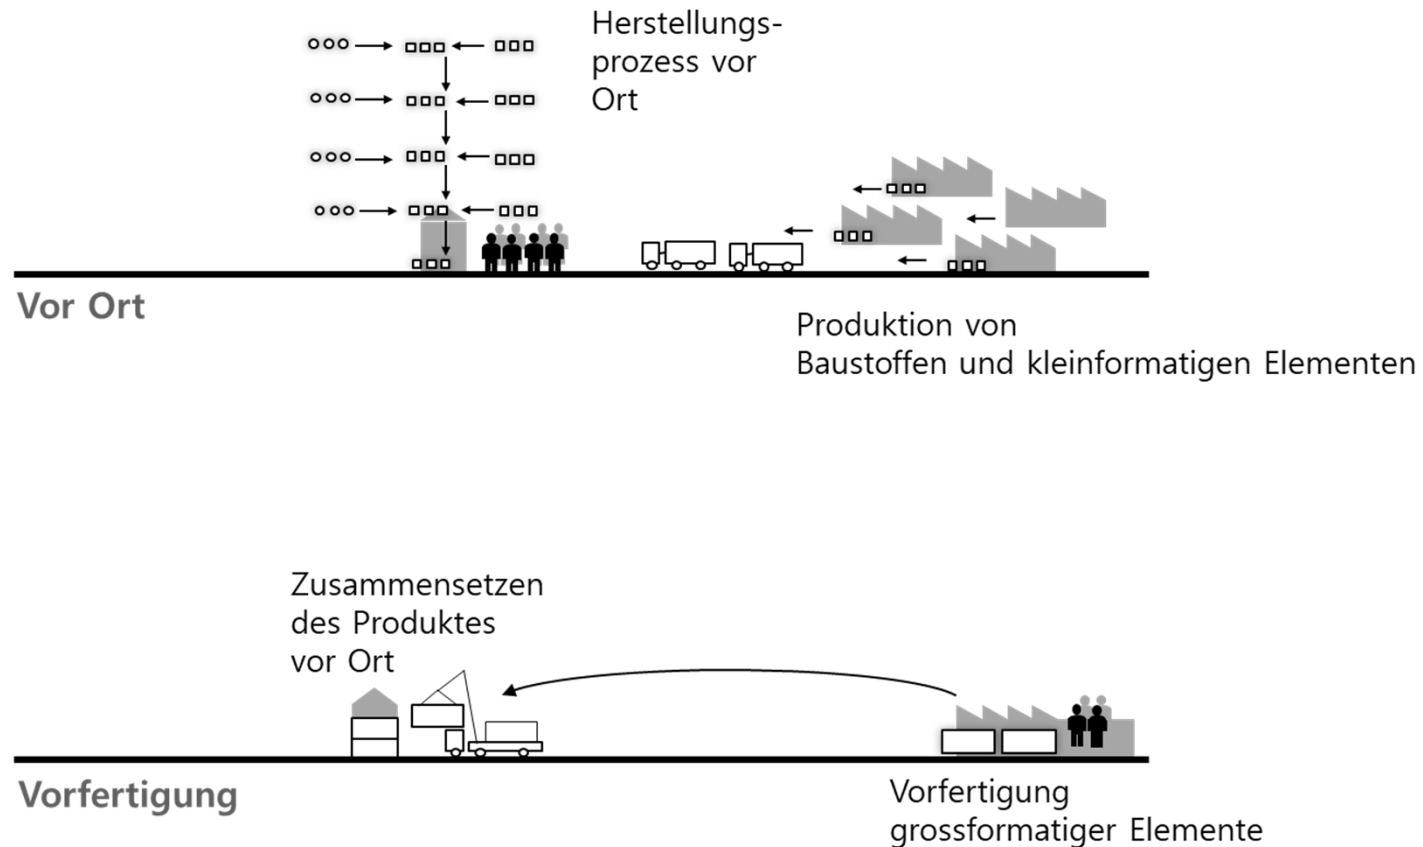 Herstellungs-
prozess vor
Ort
Vor Ort
Produktion von
Baustoffen und kleinformatigen Elementen
Zusammensetzen
des Produktes
vor Ort
Vorfertigung
Vorfertigung
grossformatiger Elemente